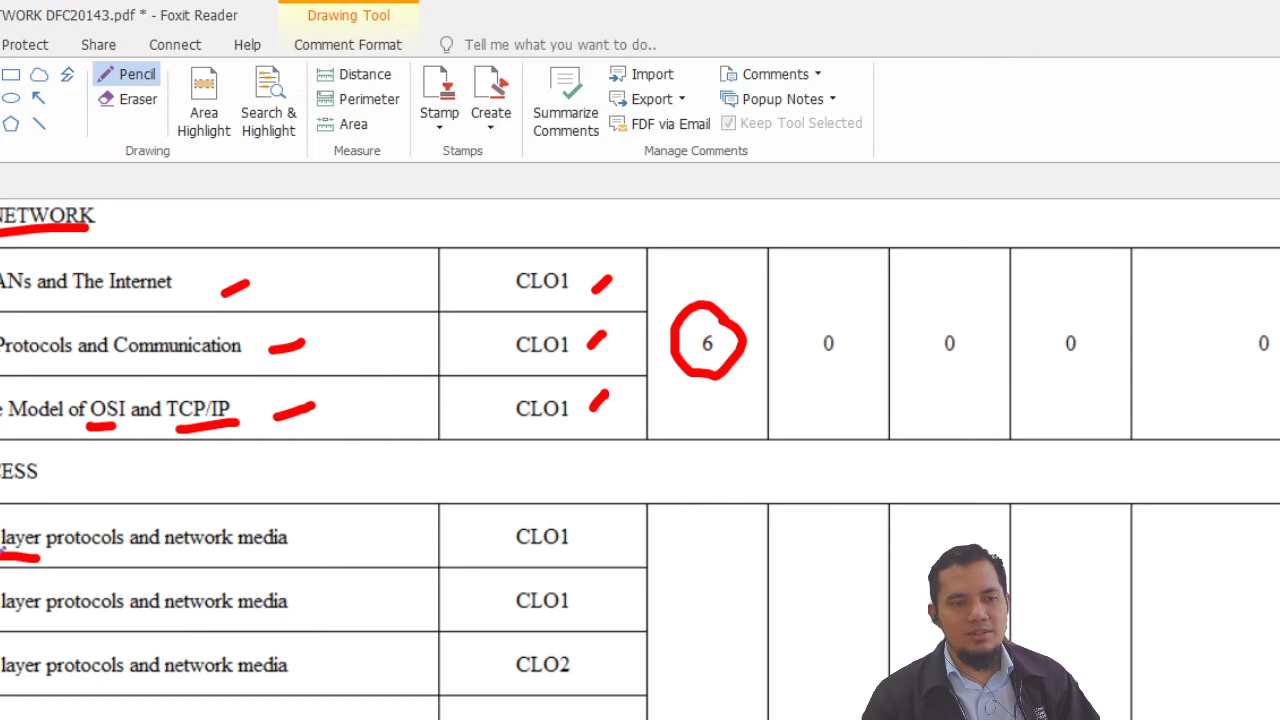 TWORK DFC20143.pdf * - Foxit Reader
Drawing Tool
Protect
Share
Connect
Help
Comment Format
Tell me what you want to do..
Pencil
Eraser
Drawing
Area Highlight
Search & Highlight
Distance
Perimeter
Area
Measure
Stamp
Create
Stamps
Summarize Comments
Import
Export
FDF via Email
Comments
Popup Notes
Keep Tool Selected
Manage Comments
NETWORK
ANs and The Internet CLO1
Protocols and Communication CLO1 6 0 0 0 0
e Model of OSI and TCP/IP CLO1
CESS
layer protocols and network media CLO1
layer protocols and network media CLO1
layer protocols and network media CLO2